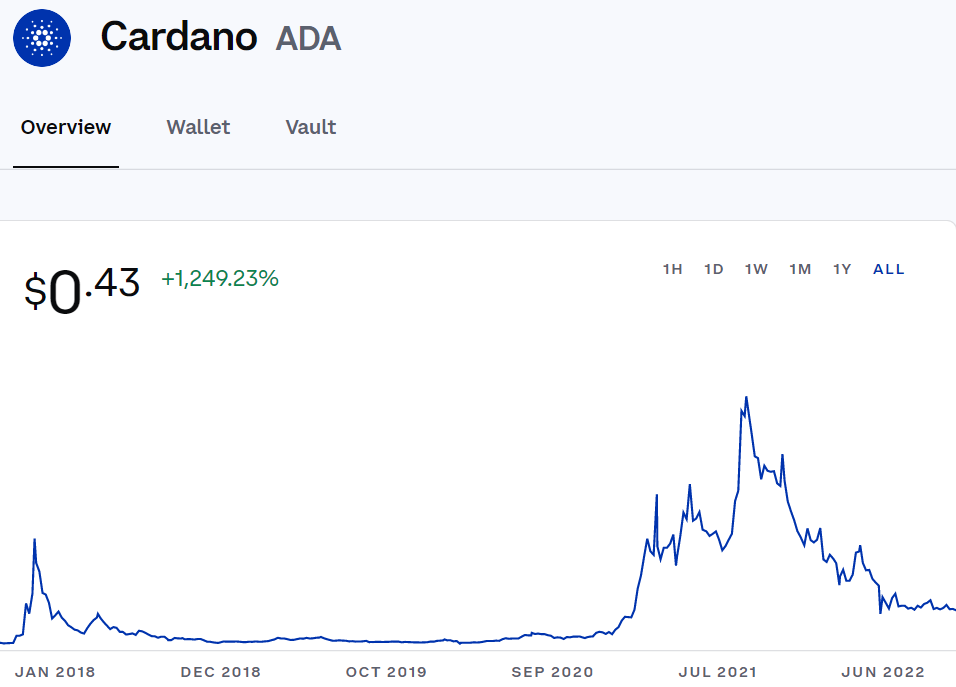 Cardano ADA
Overview Wallet Vault
$0.43 +1,249.23% 1H 1D 1W 1M 1Y ALL
JAN 2018 DEC 2018 OCT 2019 SEP 2020 JUL 2021 JUN 2022